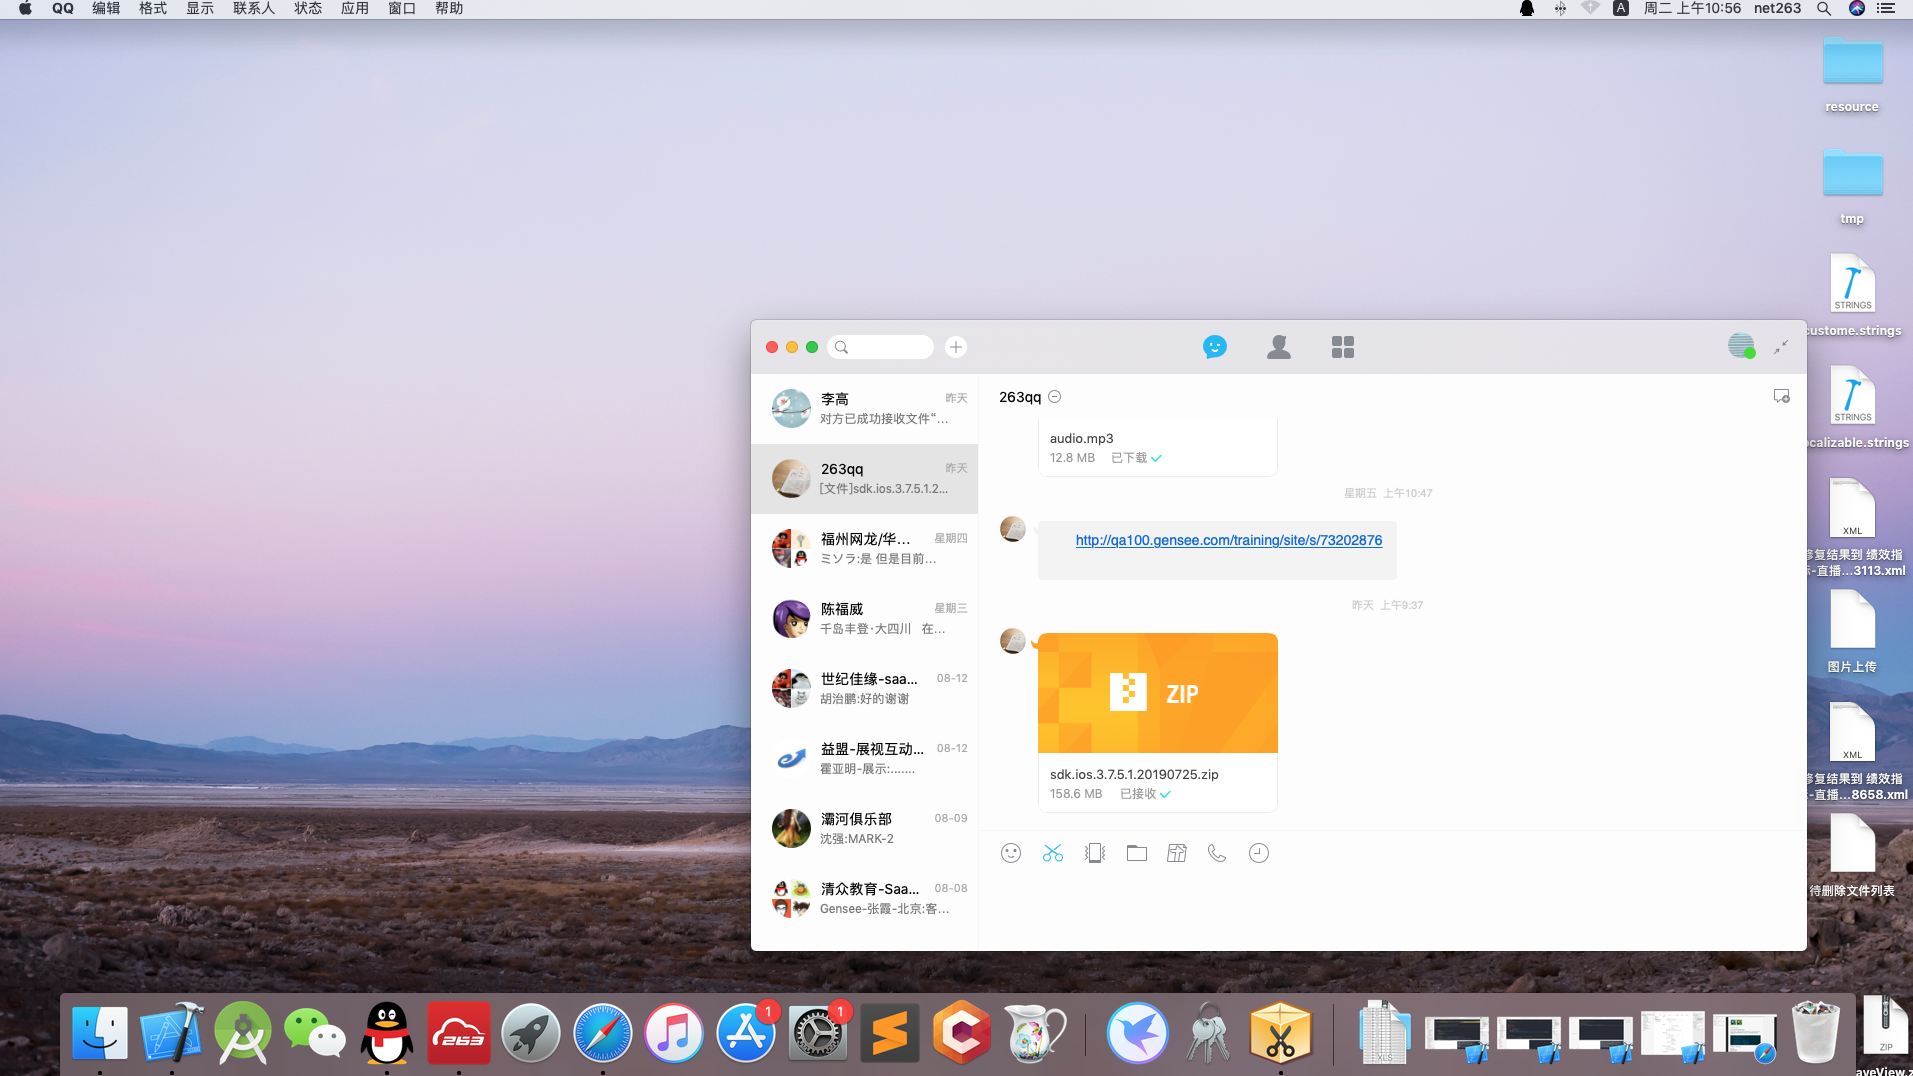 QQ 编辑 格式 显示 联系人 状态 应用 窗口 帮助
A 周二 上午10:56 net263
resource
tmp
STRINGS
custome.strings
STRINGS
ocalizable.strings
XML
修复结果到 绩效指
标-直播...3113.xml
图片上传
XML
修复结果到 绩效指
-直播...8658.xml
待删除文件列表
李高 昨天
对方已成功接收文件“...
263qq 昨天
[文件]sdk.ios.3.7.5.1.2...
福州网龙/华... 星期四
ミソラ:是 但是目前...
陈福威 星期三
千岛丰登·大四川 在...
世纪佳缘-saa... 08-12
胡治鹏:好的谢谢
益盟-展视互动... 08-12
霍亚明-展示:.......
灞河俱乐部 08-09
沈强:MARK-2
清众教育-Saa... 08-08
Gensee-张霞-北京:客...
263qq
audio.mp3
12.8 MB 已下载
星期五 上午10:47
http://qa100.gensee.com/training/site/s/73202876
昨天 上午9:37
ZIP
sdk.ios.3.7.5.1.20190725.zip
158.6 MB 已接收
263
1
1
XLS
ZIP
aveView.z